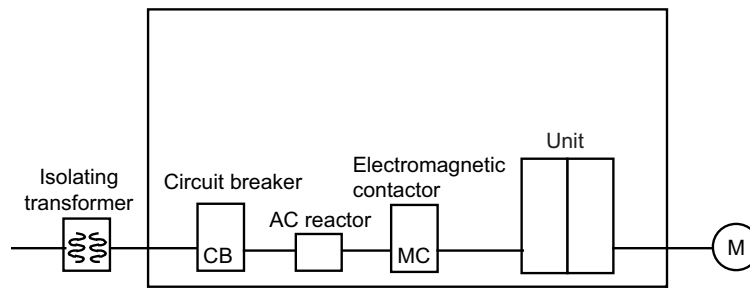 Unit
Electromagnetic
contactor
Isolating
transformer
Circuit breaker
AC reactor
CB
MC
M